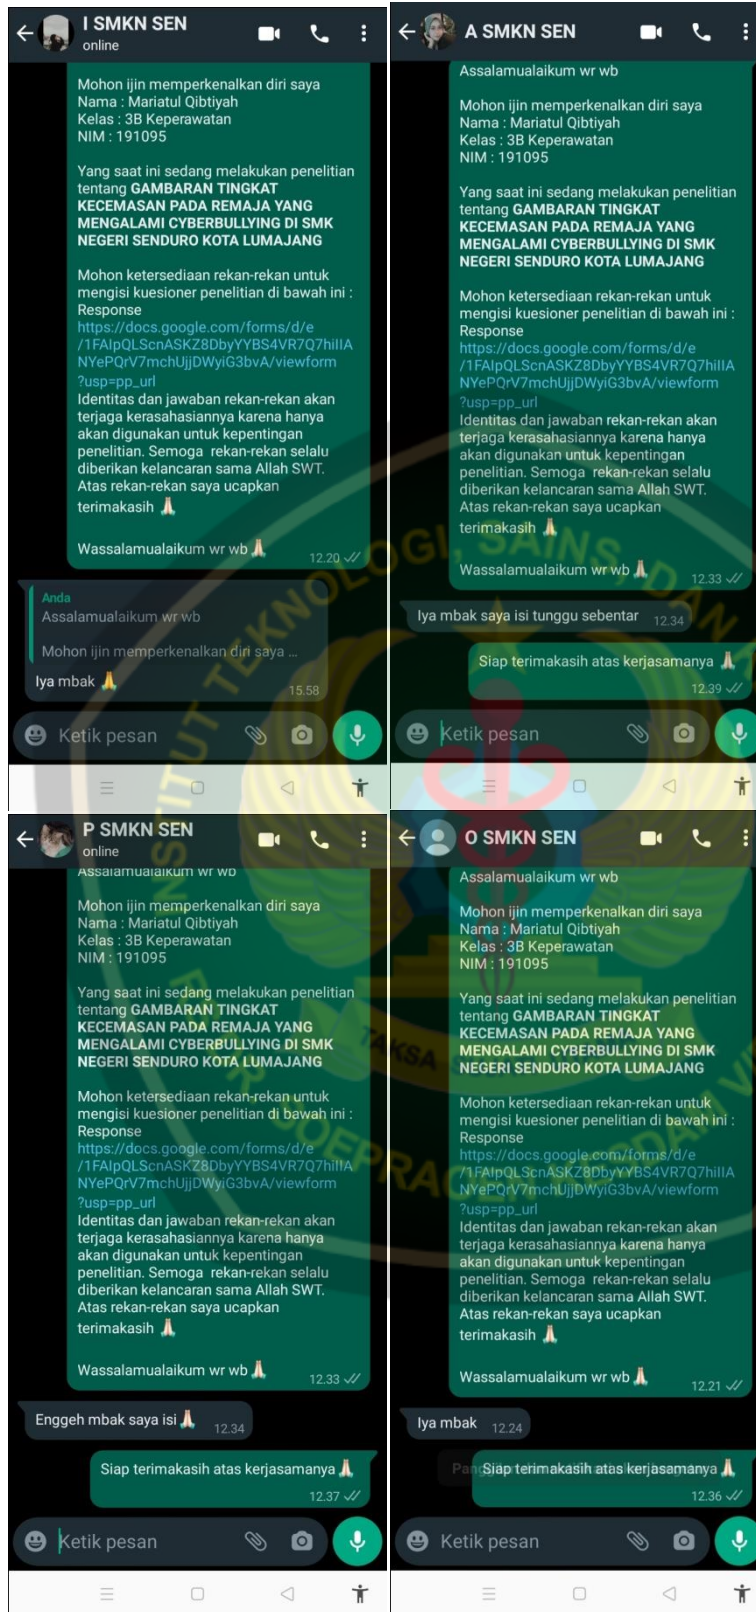 I SMKN SEN
online
Mohon ijin memperkenalkan diri saya
Nama : Mariatul Qibtiyah
Kelas : 3B Keperawatan
NIM : 191095
Yang saat ini sedang melakukan penelitian
tentang GAMBARAN TINGKAT
KECEMASAN PADA REMAJA YANG
MENGALAMI CYBERBULLYING DI SMK
NEGERI SENDURO KOTA LUMAJANG
Mohon ketersediaan rekan-rekan untuk
mengisi kuesioner penelitian di bawah ini :
Response
https://docs.google.com/forms/d/e
/1FAIpQLScnASKZ8DbyYYBS4VR7Q7hiIIA
NYePQrV7mchUjjDWyiG3bvA/viewform
?usp=pp_url
Identitas dan jawaban rekan-rekan akan
terjaga kerasahasiannya karena hanya
akan digunakan untuk kepentingan
penelitian. Semoga  rekan-rekan selalu
diberikan kelancaran sama Allah SWT.
Atas rekan-rekan saya ucapkan
terimakasih 🙏🏻
Wassalamualaikum wr wb 🙏🏻
12.20
Anda
Assalamualaikum wr wb
Mohon ijin memperkenalkan diri saya ...
Iya mbak 🙏
15.58
Ketik pesan
A SMKN SEN
Assalamualaikum wr wb
Mohon ijin memperkenalkan diri saya
Nama : Mariatul Qibtiyah
Kelas : 3B Keperawatan
NIM : 191095
Yang saat ini sedang melakukan penelitian
tentang GAMBARAN TINGKAT
KECEMASAN PADA REMAJA YANG
MENGALAMI CYBERBULLYING DI SMK
NEGERI SENDURO KOTA LUMAJANG
Mohon ketersediaan rekan-rekan untuk
mengisi kuesioner penelitian di bawah ini :
Response
https://docs.google.com/forms/d/e
/1FAIpQLScnASKZ8DbyYYBS4VR7Q7hiIIA
NYePQrV7mchUjjDWyiG3bvA/viewform
?usp=pp_url
Identitas dan jawaban rekan-rekan akan
terjaga kerasahasiannya karena hanya
akan digunakan untuk kepentingan
penelitian. Semoga  rekan-rekan selalu
diberikan kelancaran sama Allah SWT.
Atas rekan-rekan saya ucapkan
terimakasih 🙏🏻
Wassalamualaikum wr wb 🙏🏻
12.33
Iya mbak saya isi tunggu sebentar 12.34
Siap terimakasih atas kerjasamanya 🙏🏻
12.39
Ketik pesan
P SMKN SEN
online
Assalamualaikum wr wb
Mohon ijin memperkenalkan diri saya
Nama : Mariatul Qibtiyah
Kelas : 3B Keperawatan
NIM : 191095
Yang saat ini sedang melakukan penelitian
tentang GAMBARAN TINGKAT
KECEMASAN PADA REMAJA YANG
MENGALAMI CYBERBULLYING DI SMK
NEGERI SENDURO KOTA LUMAJANG
Mohon ketersediaan rekan-rekan untuk
mengisi kuesioner penelitian di bawah ini :
Response
https://docs.google.com/forms/d/e
/1FAIpQLScnASKZ8DbyYYBS4VR7Q7hiIIA
NYePQrV7mchUjjDWyiG3bvA/viewform
?usp=pp_url
Identitas dan jawaban rekan-rekan akan
terjaga kerasahasiannya karena hanya
akan digunakan untuk kepentingan
penelitian. Semoga  rekan-rekan selalu
diberikan kelancaran sama Allah SWT.
Atas rekan-rekan saya ucapkan
terimakasih 🙏🏻
Wassalamualaikum wr wb 🙏🏻
12.33
Enggeh mbak saya isi 🙏🏻 12.34
Siap terimakasih atas kerjasamanya 🙏🏻
12.37
Ketik pesan
O SMKN SEN
Assalamualaikum wr wb
Mohon ijin memperkenalkan diri saya
Nama : Mariatul Qibtiyah
Kelas : 3B Keperawatan
NIM : 191095
Yang saat ini sedang melakukan penelitian
tentang GAMBARAN TINGKAT
KECEMASAN PADA REMAJA YANG
MENGALAMI CYBERBULLYING DI SMK
NEGERI SENDURO KOTA LUMAJANG
Mohon ketersediaan rekan-rekan untuk
mengisi kuesioner penelitian di bawah ini :
Response
https://docs.google.com/forms/d/e
/1FAIpQLScnASKZ8DbyYYBS4VR7Q7hiIIA
NYePQrV7mchUjjDWyiG3bvA/viewform
?usp=pp_url
Identitas dan jawaban rekan-rekan akan
terjaga kerasahasiannya karena hanya
akan digunakan untuk kepentingan
penelitian. Semoga  rekan-rekan selalu
diberikan kelancaran sama Allah SWT.
Atas rekan-rekan saya ucapkan
terimakasih 🙏🏻
Wassalamualaikum wr wb 🙏🏻
12.21
Iya mbak 12.24
Siap terimakasih atas kerjasamanya 🙏🏻
12.36
Ketik pesan
INSTITUT TEKNOLOGI, SAINS, DAN
SOEPRAOEN KESDAM
TAKSA